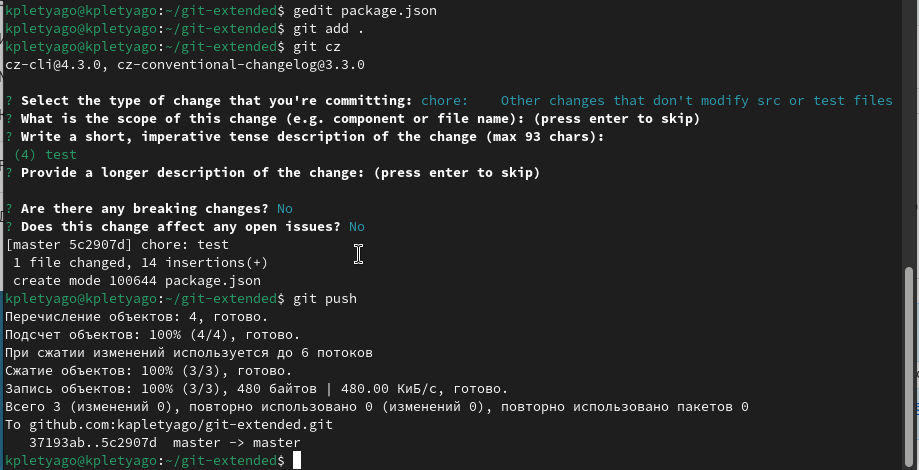 kpletyago@kpletyago:~/git-extended$ gedit package.json
kpletyago@kpletyago:~/git-extended$ git add .
kpletyago@kpletyago:~/git-extended$ git cz
cz-cli@4.3.0, cz-conventional-changelog@3.3.0
? Select the type of change that you're committing: chore:    Other changes that don't modify src or test files
? What is the scope of this change (e.g. component or file name): (press enter to skip)
? Write a short, imperative tense description of the change (max 93 chars):
 (4) test
? Provide a longer description of the change: (press enter to skip)
? Are there any breaking changes? No
? Does this change affect any open issues? No
[master 5c2907d] chore: test
 1 file changed, 14 insertions(+)
 create mode 100644 package.json
kpletyago@kpletyago:~/git-extended$ git push
Перечисление объектов: 4, готово.
Подсчет объектов: 100% (4/4), готово.
При сжатии изменений используется до 6 потоков
Сжатие объектов: 100% (3/3), готово.
Запись объектов: 100% (3/3), 480 байтов | 480.00 КиБ/с, готово.
Всего 3 (изменений 0), повторно использовано 0 (изменений 0), повторно использовано пакетов 0
To github.com:kapletyago/git-extended.git
   37193ab..5c2907d  master -> master
kpletyago@kpletyago:~/git-extended$